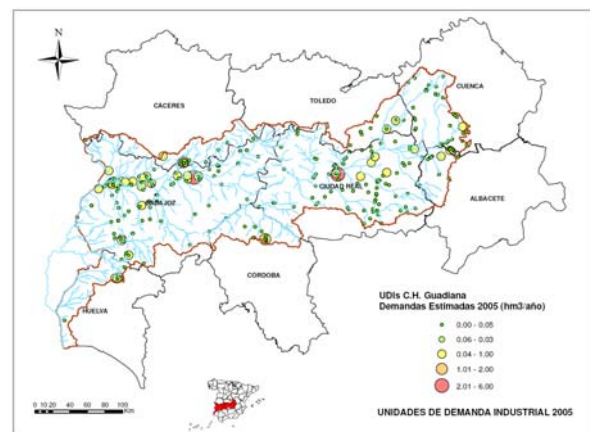 N
CUENCA
CÁCERES
TOLEDO
CIUDAD REAL
BADAJOZ
ALBACETE
CÓRDOBA
HUELVA
UDIs C.H. Guadiana
Demandas Estimadas 2005 (hm3/año)
0.00 - 0.05
0.06 - 0.03
0.04 - 1.00
1.01 - 2.00
2.01 - 6.00
0 10 20 40 60 80 100
Km
UNIDADES DE DEMANDA INDUSTRIAL 2005